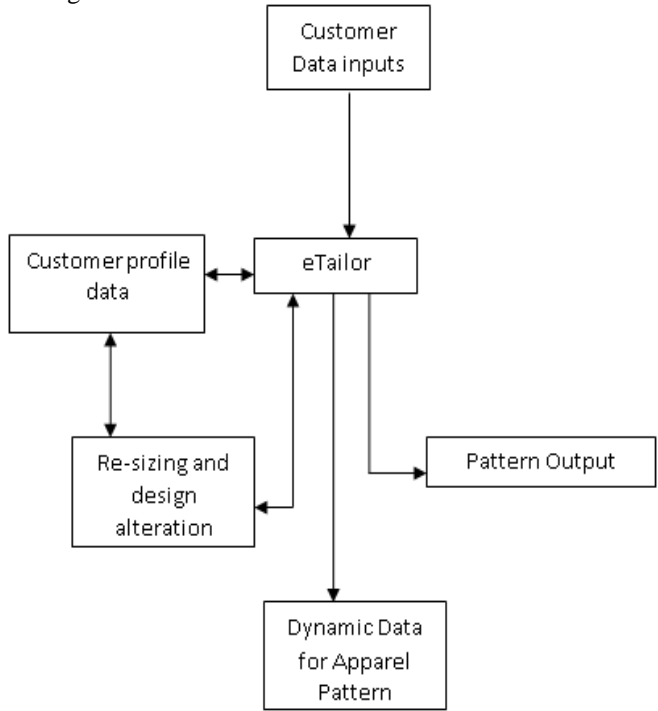 Customer
Data inputs
Customer profile
data
eTailor
Re-sizing and
design
alteration
Pattern Output
Dynamic Data
for Apparel
Pattern